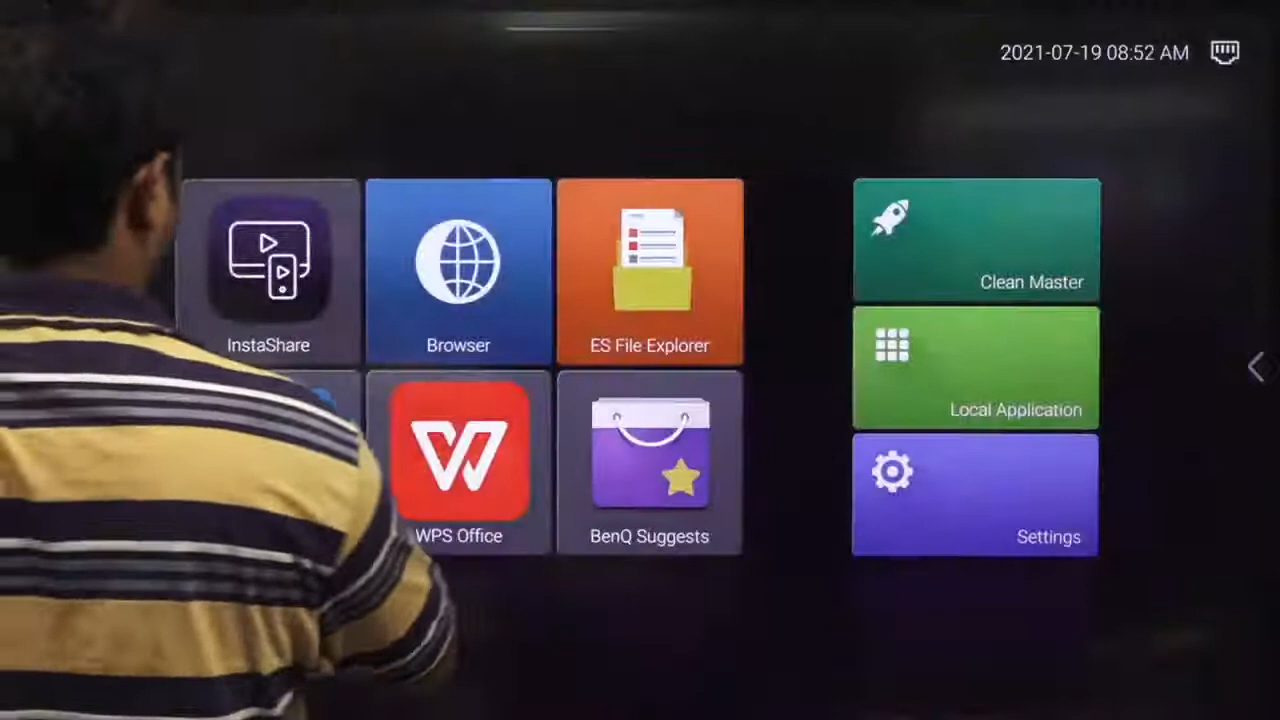 2021-07-19 08:52 AM
InstaShare
Browser
ES File Explorer
WPS Office
BenQ Suggests
Clean Master
Local Application
Settings